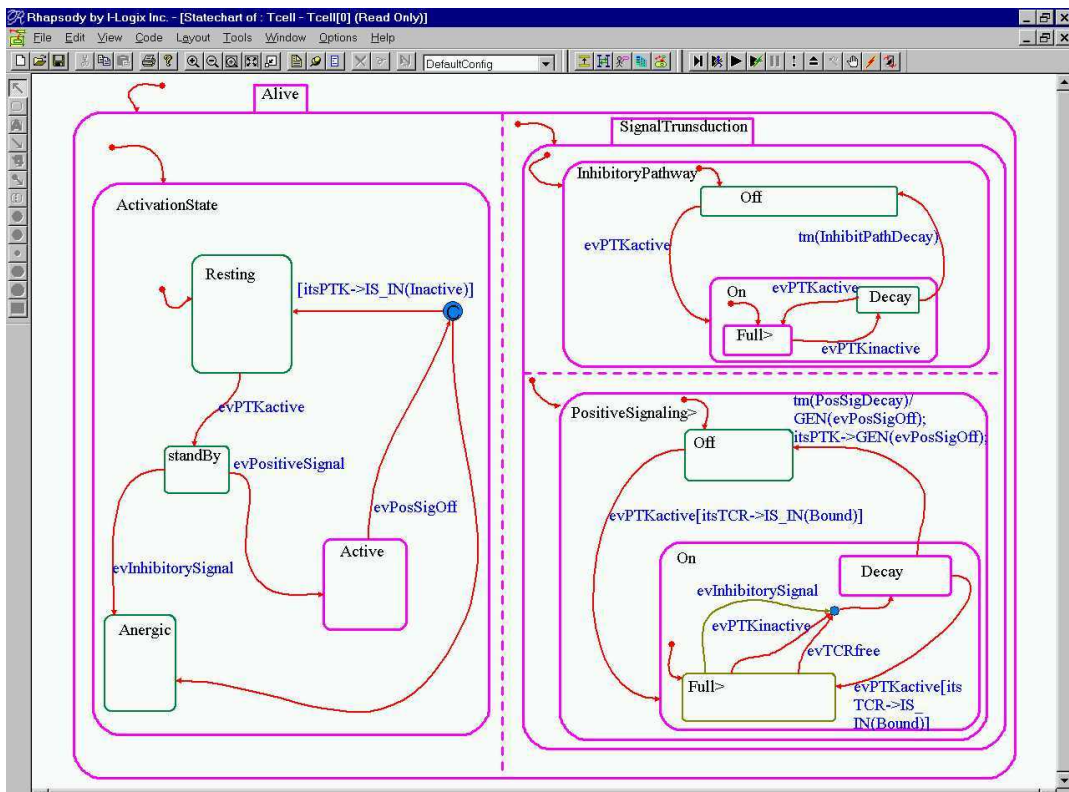 Rhapsody by I-Logix Inc. - [Statechart of : Tcell - Tcell[0] (Read Only)]
File Edit View Code Layout Tools Window Options Help
DefaultConfig
Alive
ActivationState
Resting
[itsPTK->IS_IN(Inactive)]
evPTKactive
standBy
evPositiveSignal
evPosSigOff
evInhibitorySignal
Active
Anergic
SignalTrunsduction
InhibitoryPathway
Off
evPTKactive
tm(InhibitPathDecay)
On
evPTKactive
Decay
Full>
evPTKinactive
PositiveSignaling>
tm(PosSigDecay)/
GEN(evPosSigOff);
itsPTK->GEN(evPosSigOff);
Off
evPTKactive[itsTCR->IS_IN(Bound)]
On
Decay
evInhibitorySignal
evPTKinactive
evTCRfree
Full>
evPTKactive[its
TCR->IS_
IN(Bound)]